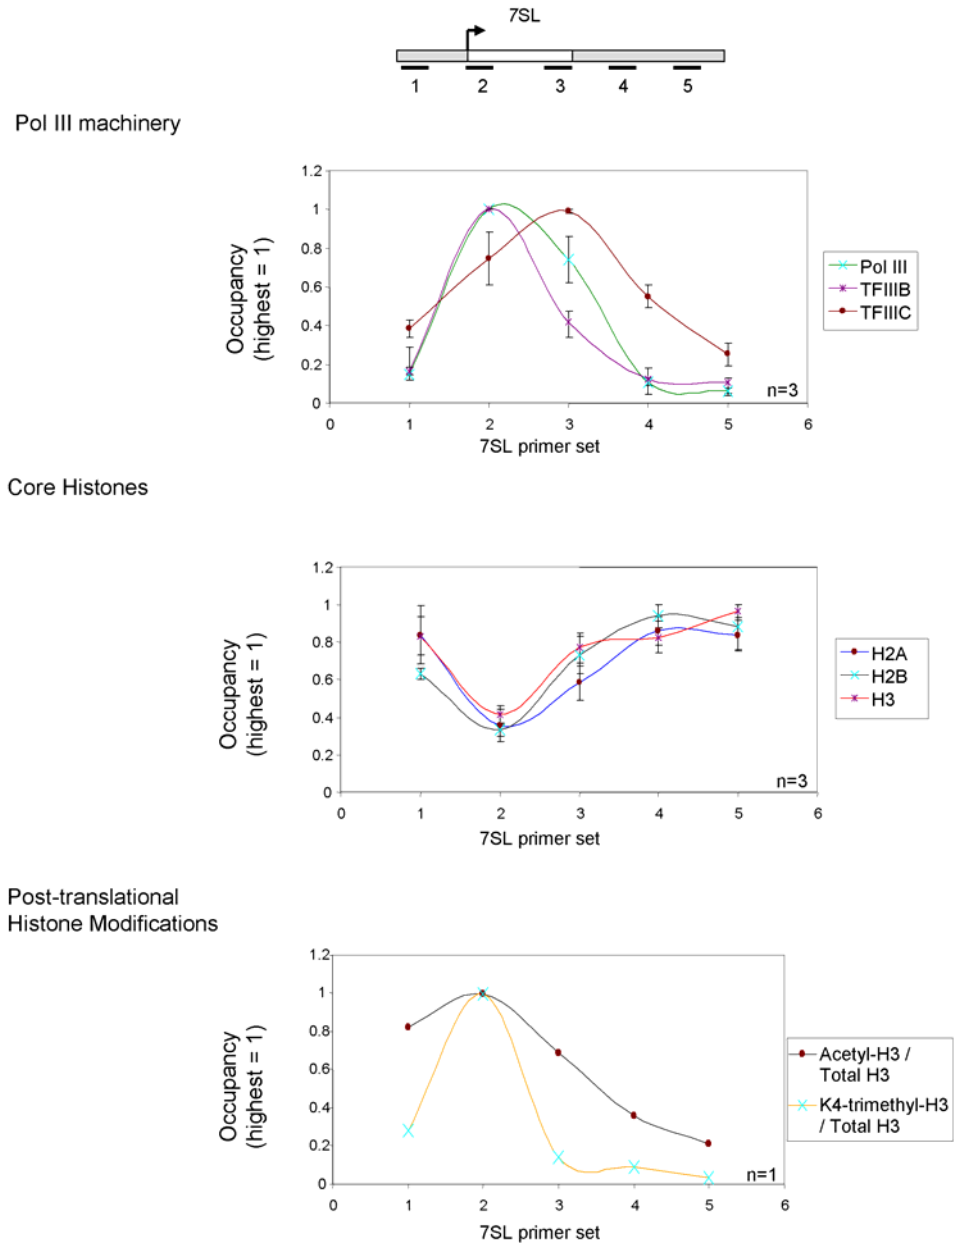 7SL
1 2 3 4 5
Pol III machinery
1.2
1
0.8
0.6
0.4
0.2
0
Occupancy
(highest = 1)
n=3
0 1 2 3 4 5 6
7SL primer set
Pol III
TFIIIB
TFIIIC
Core Histones
1.2
1
0.8
0.6
0.4
0.2
0
Occupancy
(highest = 1)
n=3
0 1 2 3 4 5 6
7SL primer set
H2A
H2B
H3
Post-translational
Histone Modifications
1.2
1
0.8
0.6
0.4
0.2
0
Occupancy
(highest = 1)
n=1
0 1 2 3 4 5 6
7SL primer set
Acetyl-H3 /
Total H3
K4-trimethyl-H3
/ Total H3